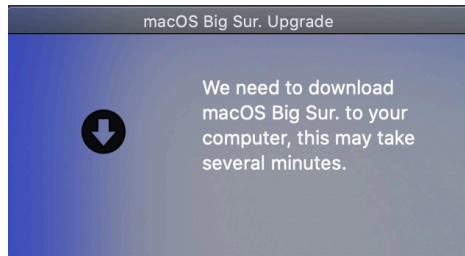 macOS Big Sur. Upgrade
We need to download
macOS Big Sur. to your
computer, this may take
several minutes.